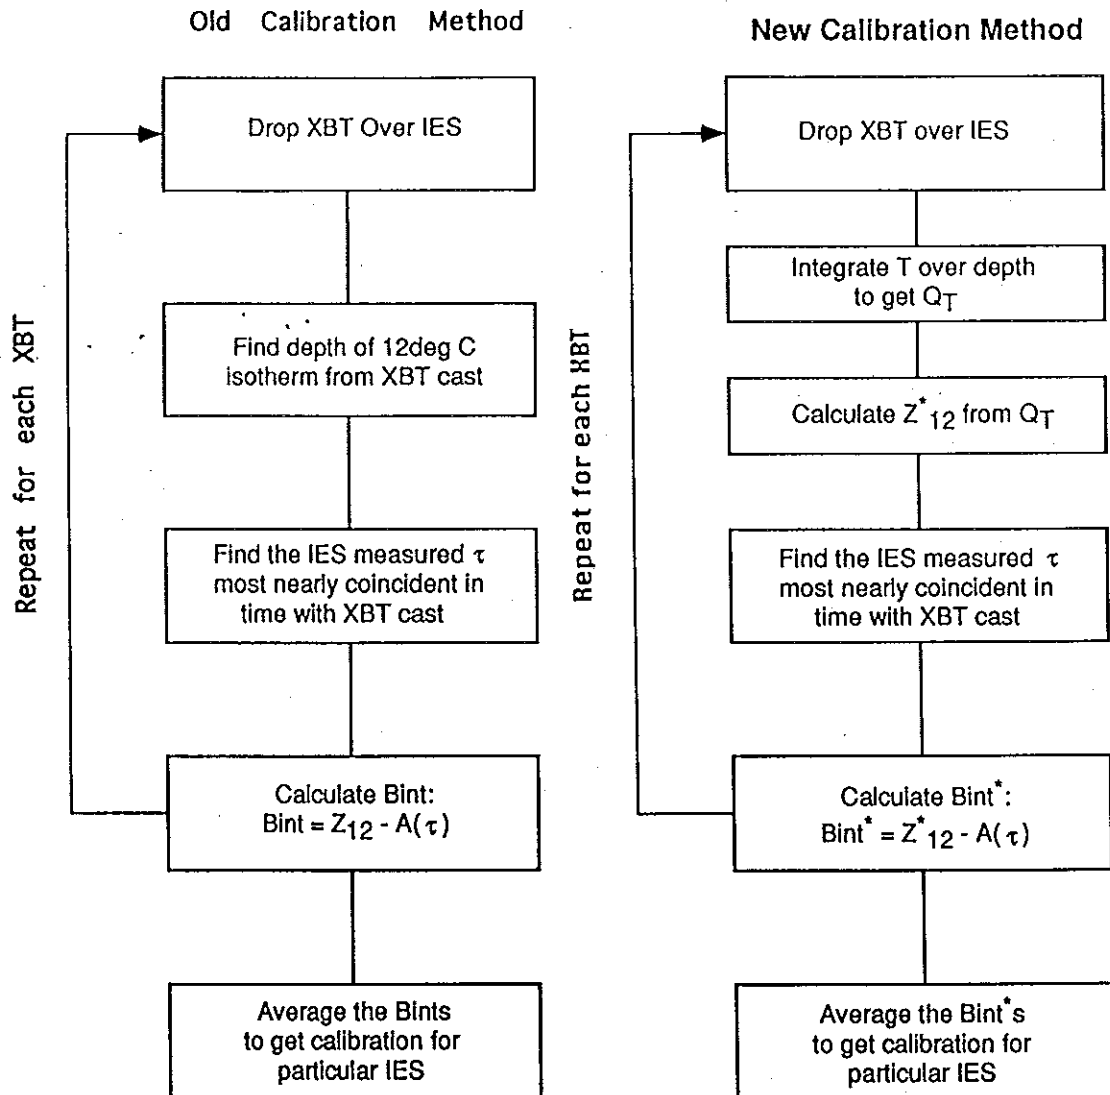 Old Calibration Method
Drop XBT Over IES
Find depth of 12deg C
isotherm from XBT cast
Find the IES measured τ
most nearly coincident in
time with XBT cast
Calculate Bint:
Bint = Z12 - A(τ)
Average the Bints
to get calibration for
particular IES
Repeat for each XBT
New Calibration Method
Drop XBT over IES
Integrate T over depth
to get QT
Calculate Z*12 from QT
Find the IES measured τ
most nearly coincident in
time with XBT cast
Calculate Bint*:
Bint* = Z*12 - A(τ)
Average the Bint*s
to get calibration for
particular IES
Repeat for each XBT